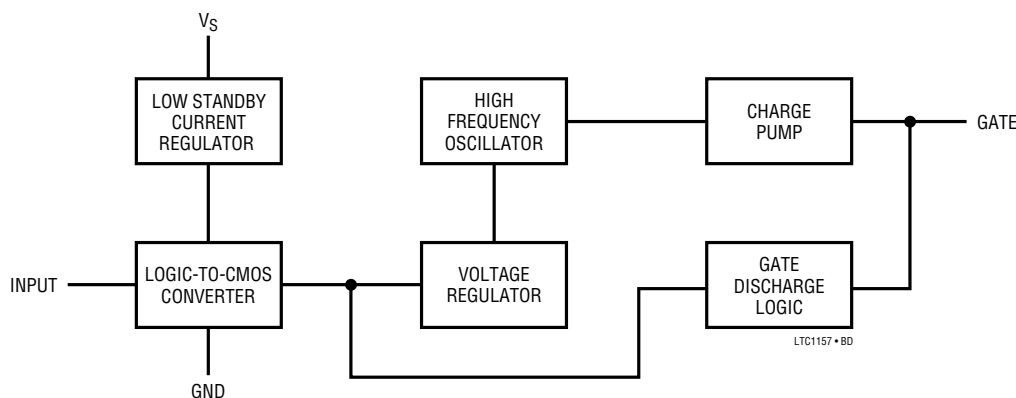 VS
LOW STANDBY
CURRENT
REGULATOR
HIGH
FREQUENCY
OSCILLATOR
CHARGE
PUMP
GATE
INPUT
LOGIC-TO-CMOS
CONVERTER
VOLTAGE
REGULATOR
GATE
DISCHARGE
LOGIC
LTC1157 • BD
GND